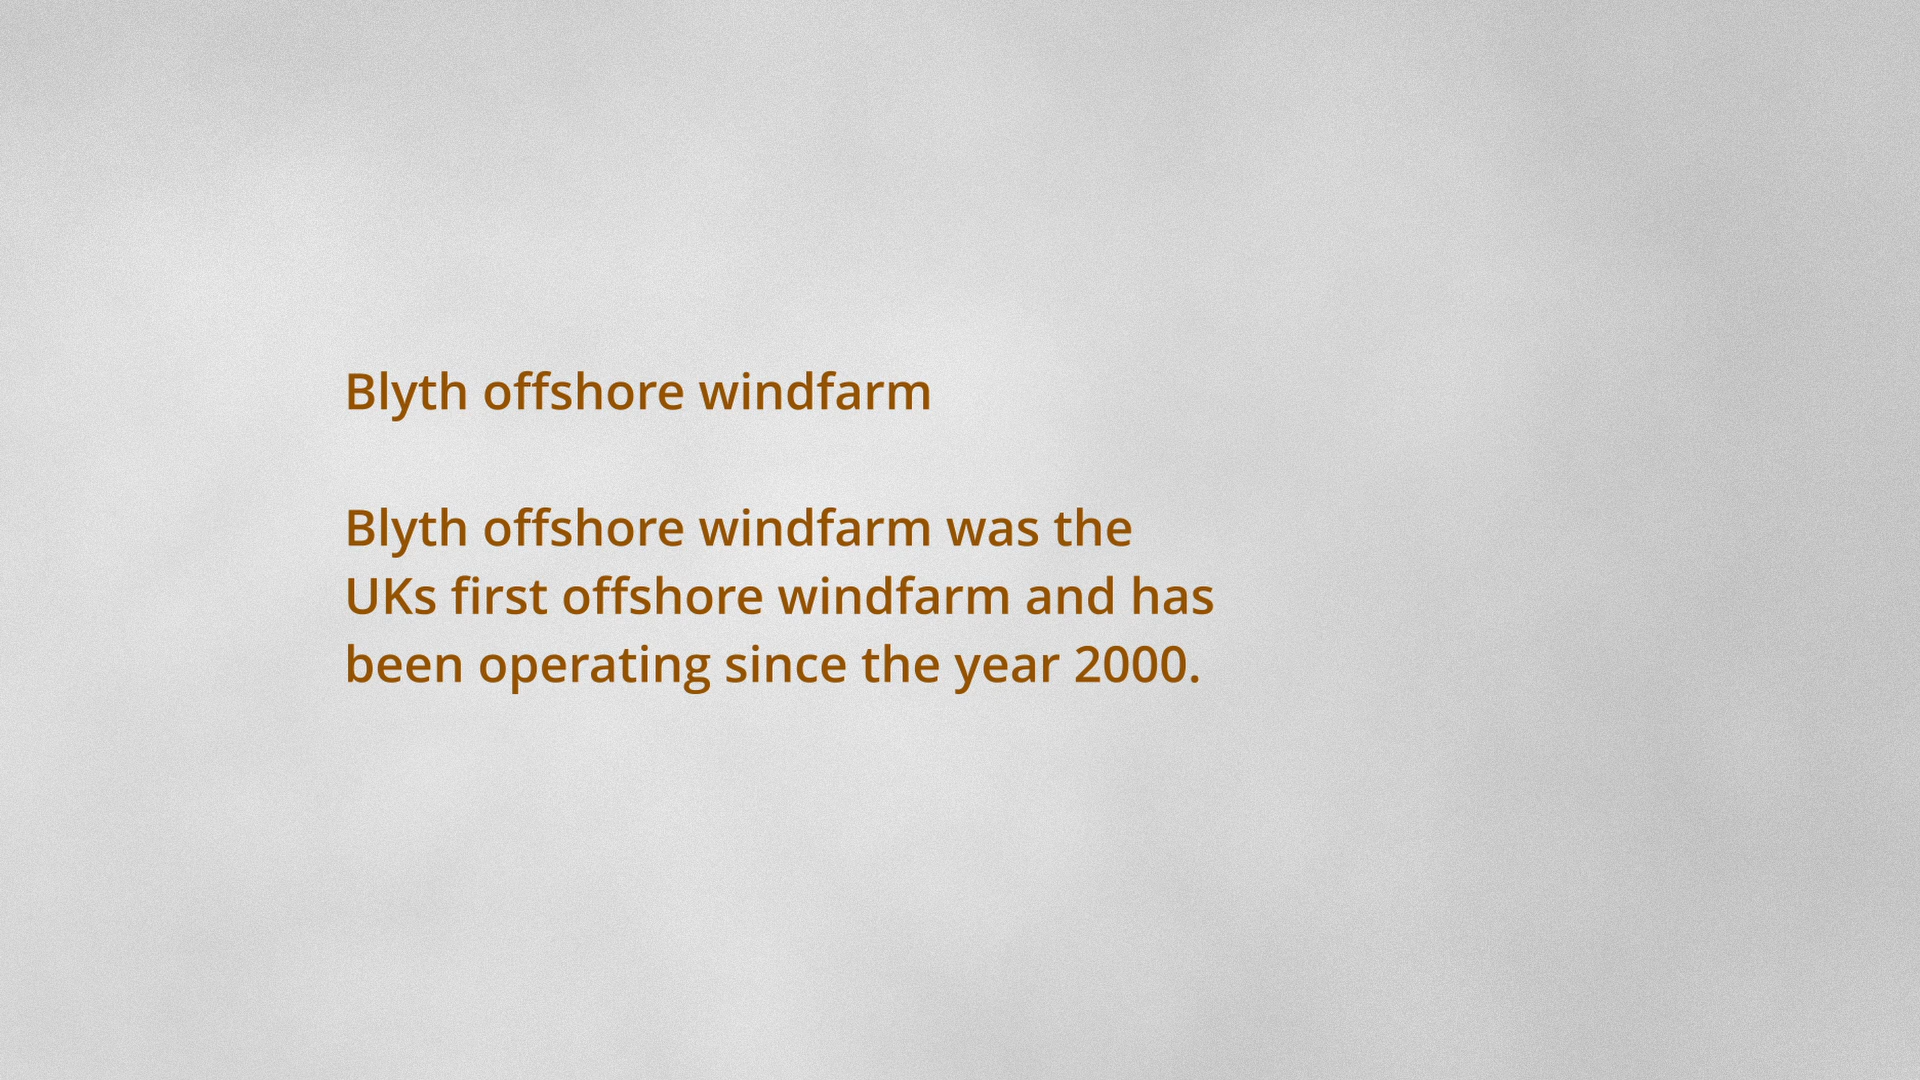 Blyth offshore windfarm
Blyth offshore windfarm was the
UKs first offshore windfarm and has
been operating since the year 2000.